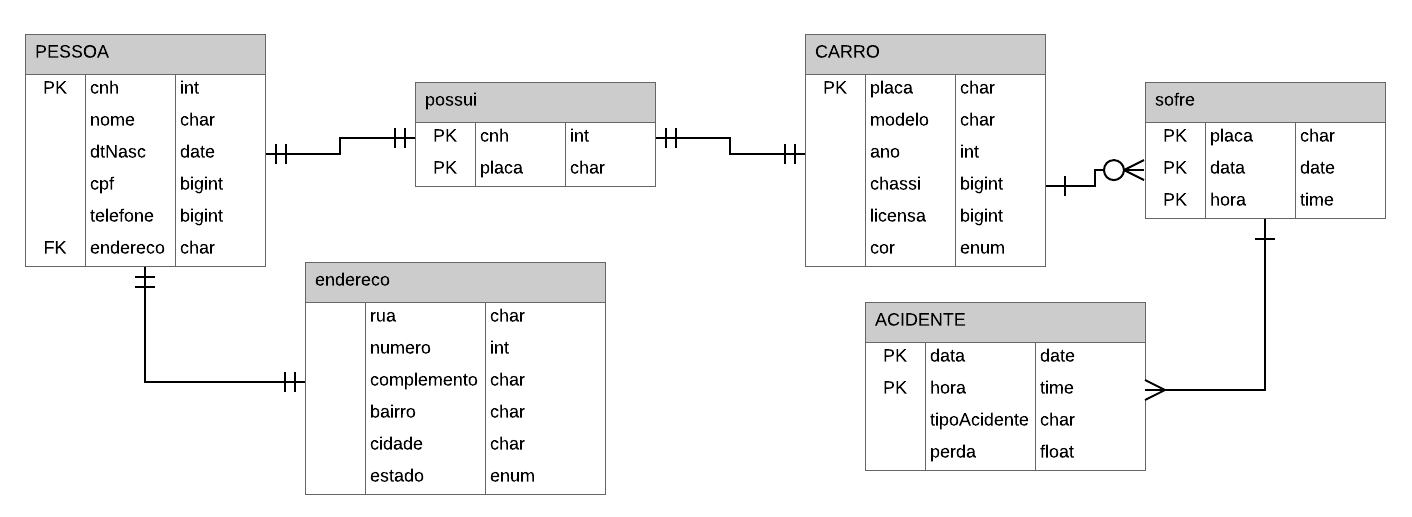 PESSOA
PK cnh int
nome char
dtNasc date
cpf bigint
telefone bigint
FK endereco char
possui
PK cnh int
PK placa char
CARRO
PK placa char
modelo char
ano int
chassi bigint
licensa bigint
cor enum
sofre
PK placa char
PK data date
PK hora time
endereco
rua char
numero int
complemento char
bairro char
cidade char
estado enum
ACIDENTE
PK data date
PK hora time
tipoAcidente char
perda float